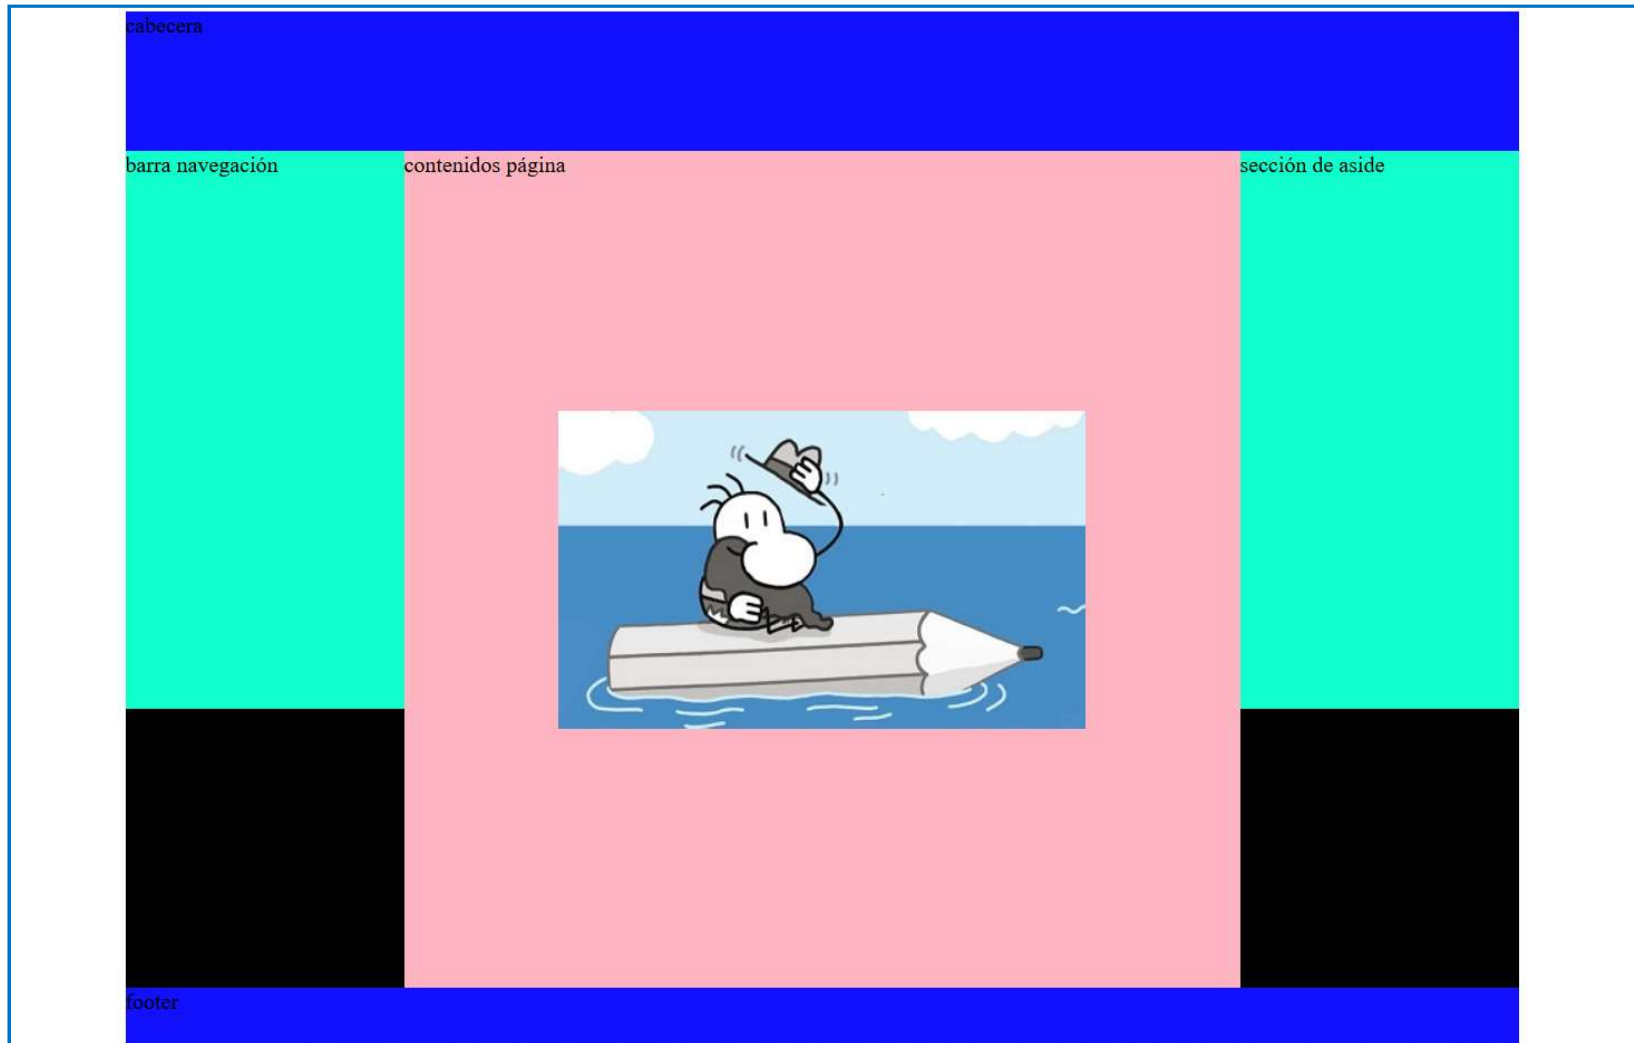 cabecera
barra navegación
contenidos página
sección de aside
footer